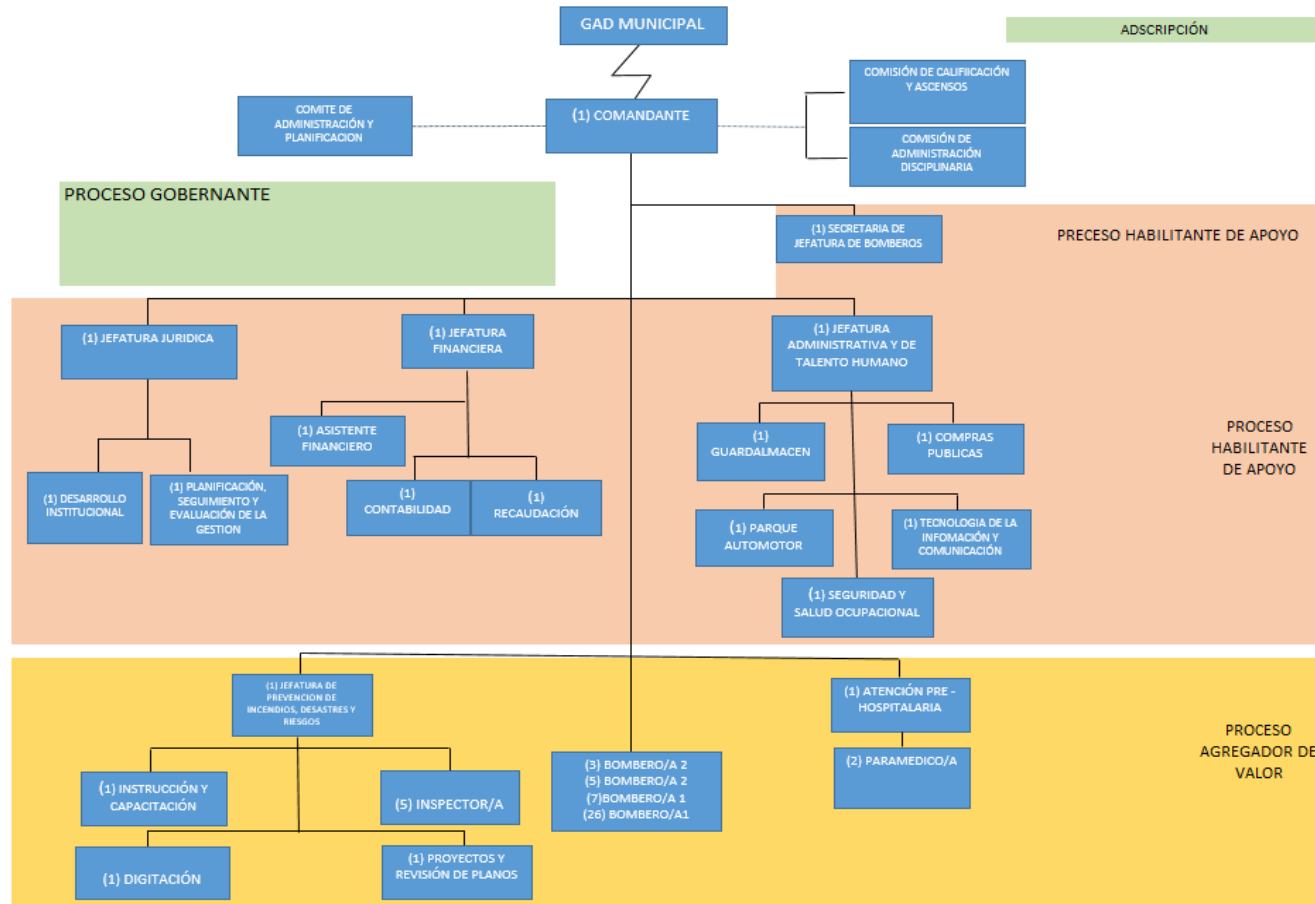 GAD MUNICIPAL
ADSCRIPCIÓN
COMISIÓN DE CALIFIICACIÓN
Y ASCENSOS
COMITE DE
ADMINISTRACIÓN Y
PLANIFICACION
(1) COMANDANTE
COMISIÓN DE
ADMINISTRACIÓN
DISCIPLINARIA
PROCESO GOBERNANTE
(1) SECRETARIA DE
JEFATURA DE BOMBEROS
PRECESO HABILITANTE DE APOYO
(1) JEFATURA JURIDICA
(1) JEFATURA
FINANCIERA
(1) JEFATURA
ADMINISTRATIVA Y DE
TALENTO HUMANO
(1) ASISTENTE
FINANCIERO
(1)
GUARDALMACEN
(1) COMPRAS
PUBLICAS
PROCESO
HABILITANTE
DE APOYO
(1) DESARROLLO
INSTITUCIONAL
(1) PLANIFICACIÓN,
SEGUIMIENTO Y
EVALUACIÓN DE LA
GESTION
(1)
CONTABILIDAD
(1)
RECAUDACIÓN
(1) PARQUE
AUTOMOTOR
(1) TECNOLOGIA DE LA
INFOMACIÓN Y
COMUNICACIÓN
(1) SEGURIDAD Y
SALUD OCUPACIONAL
(1) JEFATURA DE
PREVENCION DE
INCENDIOS, DESASTRES Y
RIESGOS
(1) ATENCIÓN PRE -
HOSPITALARIA
PROCESO
AGREGADOR DE
VALOR
(1) INSTRUCCIÓN Y
CAPACITACIÓN
(5) INSPECTOR/A
(3) BOMBERO/A 2
(5) BOMBERO/A 2
(7)BOMBERO/A 1
(26) BOMBERO/A1
(2) PARAMEDICO/A
(1) DIGITACIÓN
(1) PROYECTOS Y
REVISIÓN DE PLANOS